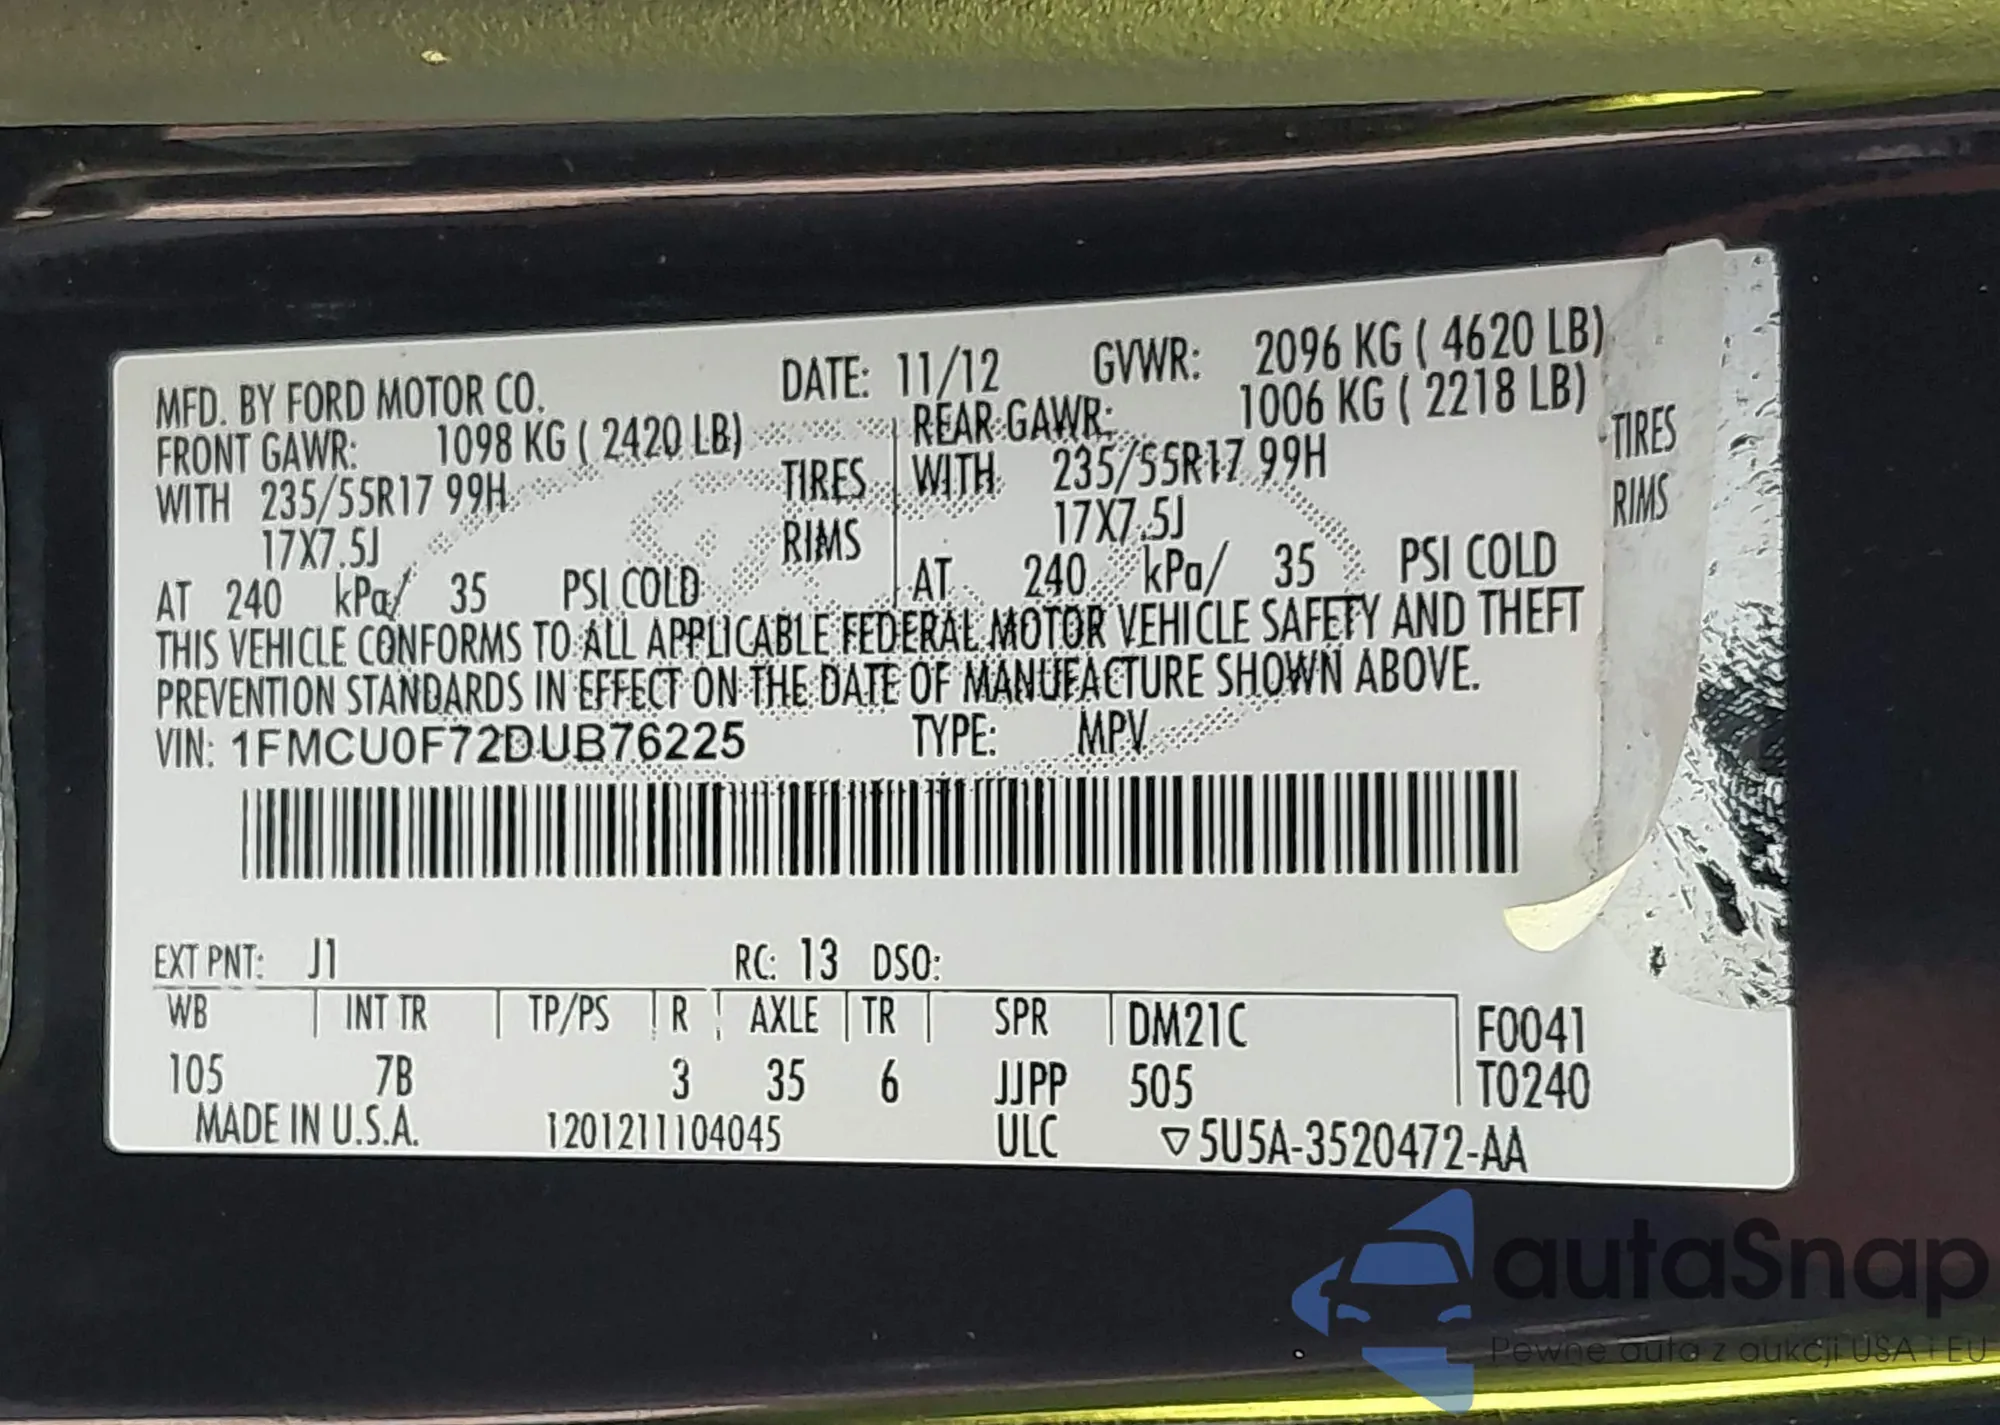 MFD. BY FORD MOTOR CO. DATE: 11/12 GVWR: 2096 KG ( 4620 LB)
FRONT GAWR: 1098 KG ( 2420 LB) REAR GAWR: 1006 KG ( 2218 LB)
WITH 235/55R17 99H TIRES WITH 235/55R17 99H TIRES
17X7.5J RIMS 17X7.5J RIMS
AT 240 kPa/ 35 PSI COLD AT 240 kPa/ 35 PSI COLD
THIS VEHICLE CONFORMS TO ALL APPLICABLE FEDERAL MOTOR VEHICLE SAFETY AND THEFT
PREVENTION STANDARDS IN EFFECT ON THE DATE OF MANUFACTURE SHOWN ABOVE.
VIN: 1FMCU0F72DUB76225 TYPE: MPV
EXT PNT: J1 RC: 13 DSO:
WB INT TR TP/PS R AXLE TR SPR DM21C F0041
105 7B 3 35 6 JJPP 505 T0240
MADE IN U.S.A. 1201211104045 ULC ▽5U5A-3520472-AA
autaSnap
Pewne auta z aukcji USA i EU